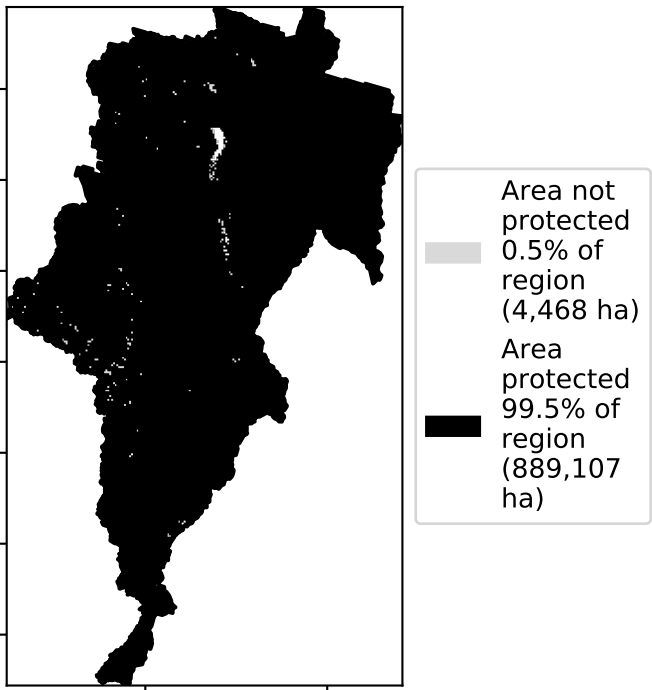 Area not
protected
0.5% of
region
(4,468 ha)
Area
protected
99.5% of
region
(889,107
ha)